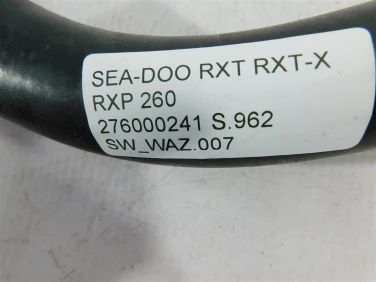 SEA-DOO RXT RXT-X
RXP 260
276000241 S.962
SW_WAZ.007